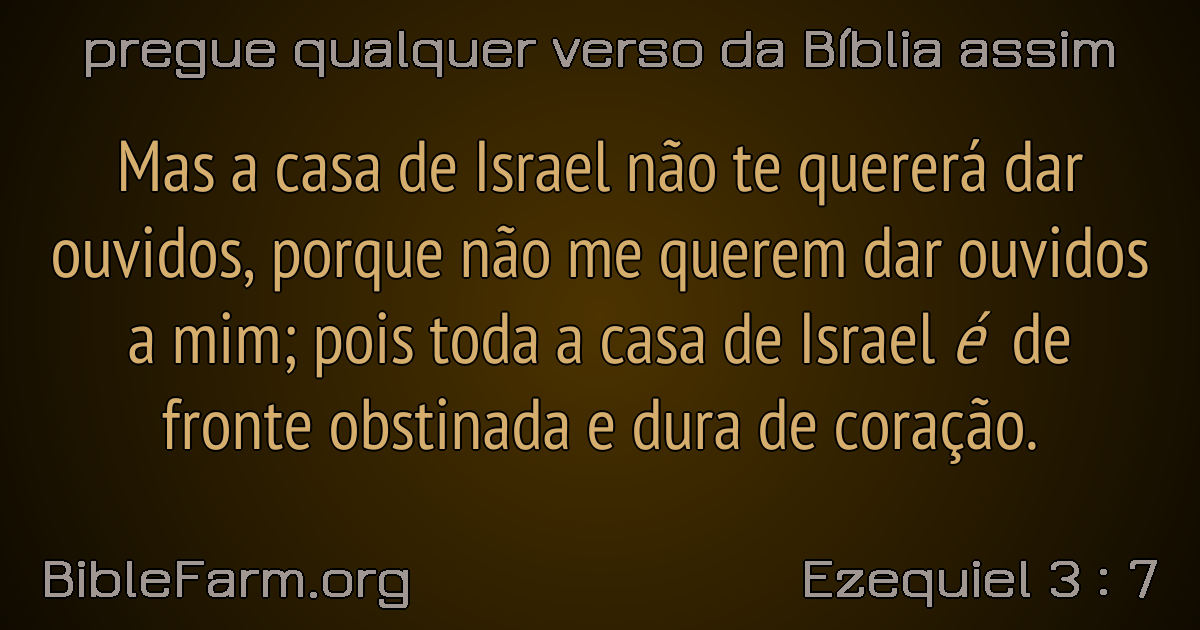 pregue qualquer verso da Bíblia assim
Mas a casa de Israel não te quererá dar
ouvidos, porque não me querem dar ouvidos
a mim; pois toda a casa de Israel é de
fronte obstinada e dura de coração.
BibleFarm.org
Ezequiel 3 : 7